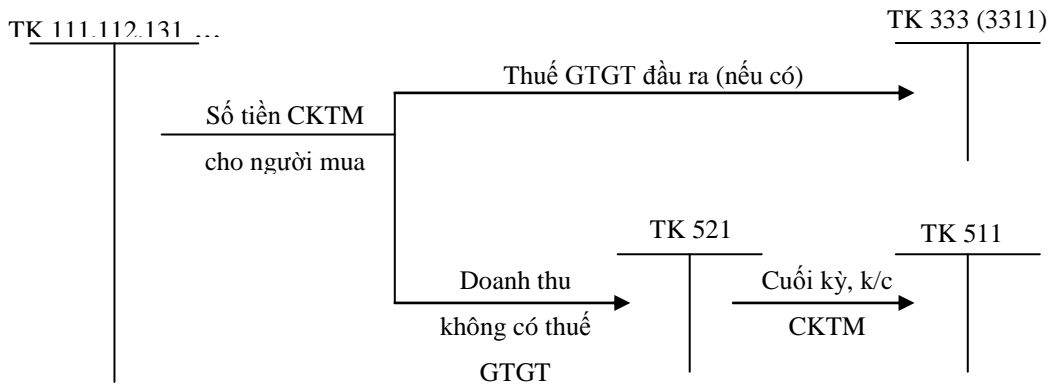 TK 111.112.131 …
TK 333 (3311)
Thuế GTGT đầu ra (nếu có)
Số tiền CKTM
cho người mua
TK 521
TK 511
Doanh thu
không có thuế
GTGT
Cuối kỳ, k/c
CKTM